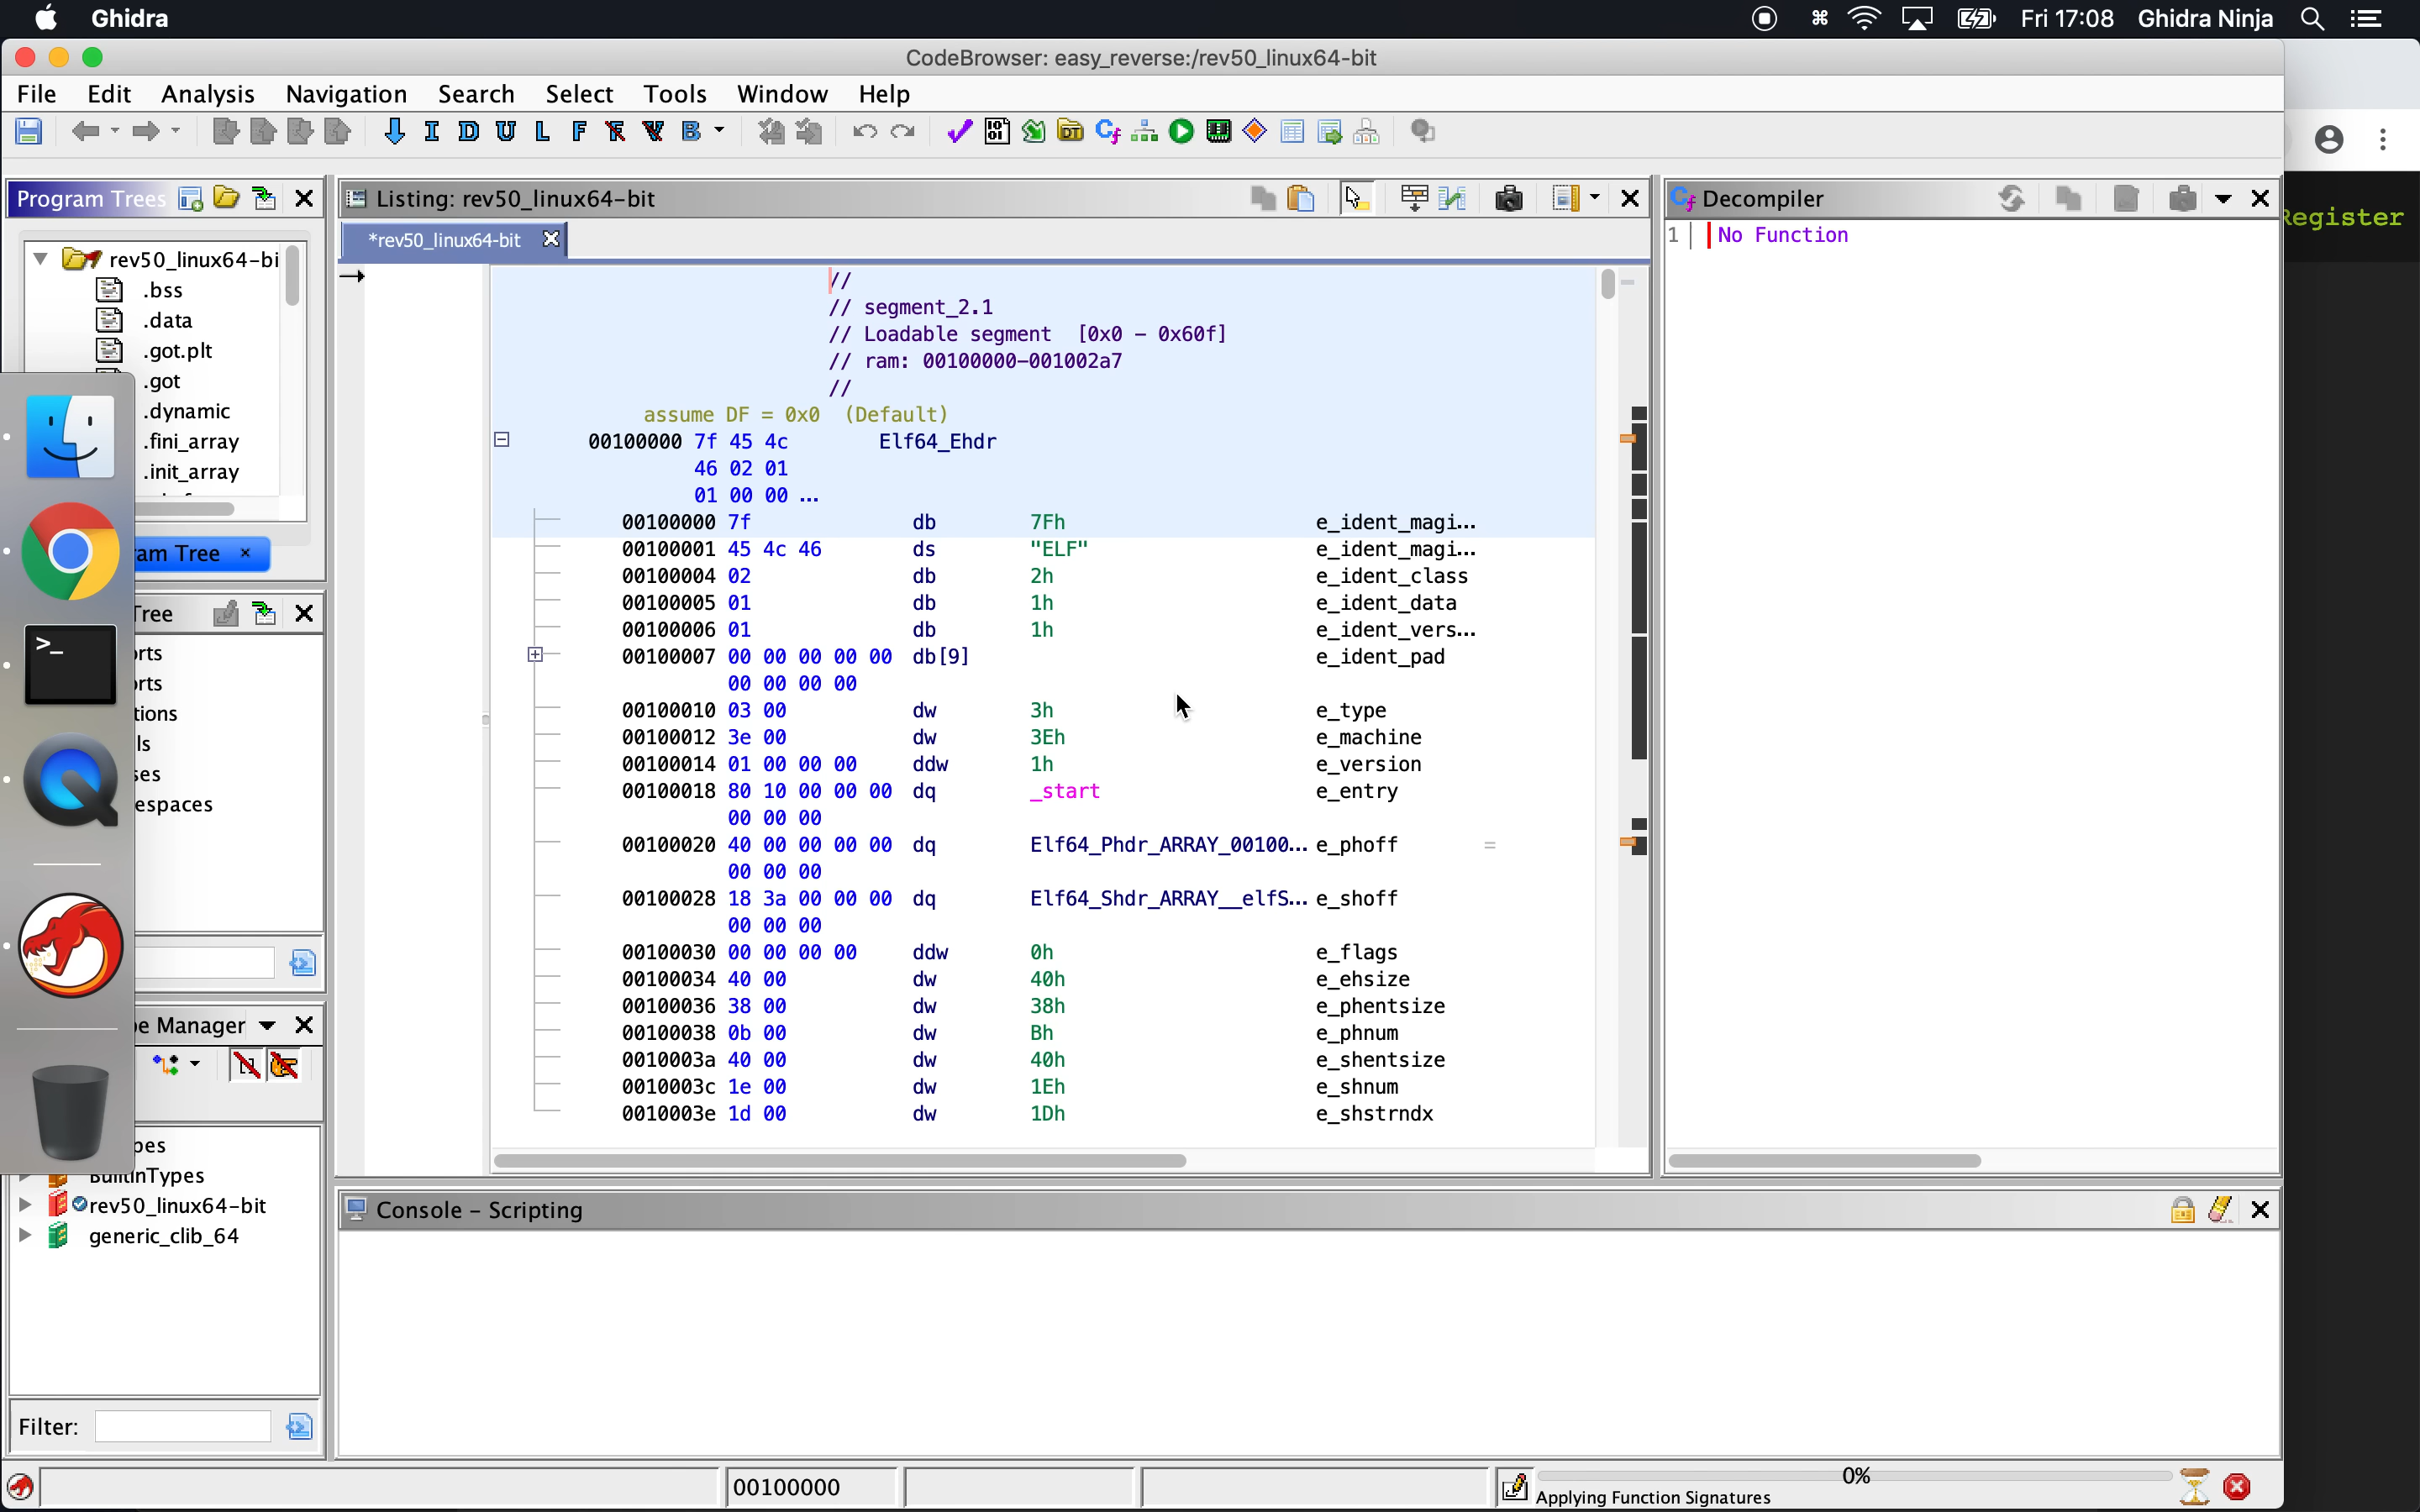 Ghidra
Fri 17:08 Ghidra Ninja
CodeBrowser: easy_reverse:/rev50_linux64-bit
File Edit Analysis Navigation Search Select Tools Window Help
I D U L F B
Program Trees
rev50_linux64-bi
.bss
.data
.got.plt
.got
.dynamic
.fini_array
.init_array
am Tree ×
Tree
rts
rts
tions
ls
ses
espaces
pe Manager
pes
BuiltInTypes
rev50_linux64-bit
generic_clib_64
Filter:
Listing: rev50_linux64-bit
*rev50_linux64-bit
//
// segment_2.1
// Loadable segment [0x0 - 0x60f]
// ram: 00100000-001002a7
//
assume DF = 0x0 (Default)
00100000 7f 45 4c Elf64_Ehdr
46 02 01
01 00 00 ...
00100000 7f db 7Fh e_ident_magi...
00100001 45 4c 46 ds "ELF" e_ident_magi...
00100004 02 db 2h e_ident_class
00100005 01 db 1h e_ident_data
00100006 01 db 1h e_ident_vers...
00100007 00 00 00 00 00 db[9] e_ident_pad
00 00 00 00
00100010 03 00 dw 3h e_type
00100012 3e 00 dw 3Eh e_machine
00100014 01 00 00 00 ddw 1h e_version
00100018 80 10 00 00 00 dq _start e_entry
00 00 00
00100020 40 00 00 00 00 dq Elf64_Phdr_ARRAY_00100... e_phoff =
00 00 00
00100028 18 3a 00 00 00 dq Elf64_Shdr_ARRAY__elfS... e_shoff
00 00 00
00100030 00 00 00 00 ddw 0h e_flags
00100034 40 00 dw 40h e_ehsize
00100036 38 00 dw 38h e_phentsize
00100038 0b 00 dw Bh e_phnum
0010003a 40 00 dw 40h e_shentsize
0010003c 1e 00 dw 1Eh e_shnum
0010003e 1d 00 dw 1Dh e_shstrndx
Decompiler
1 No Function
Register
Console - Scripting
00100000
0%
Applying Function Signatures